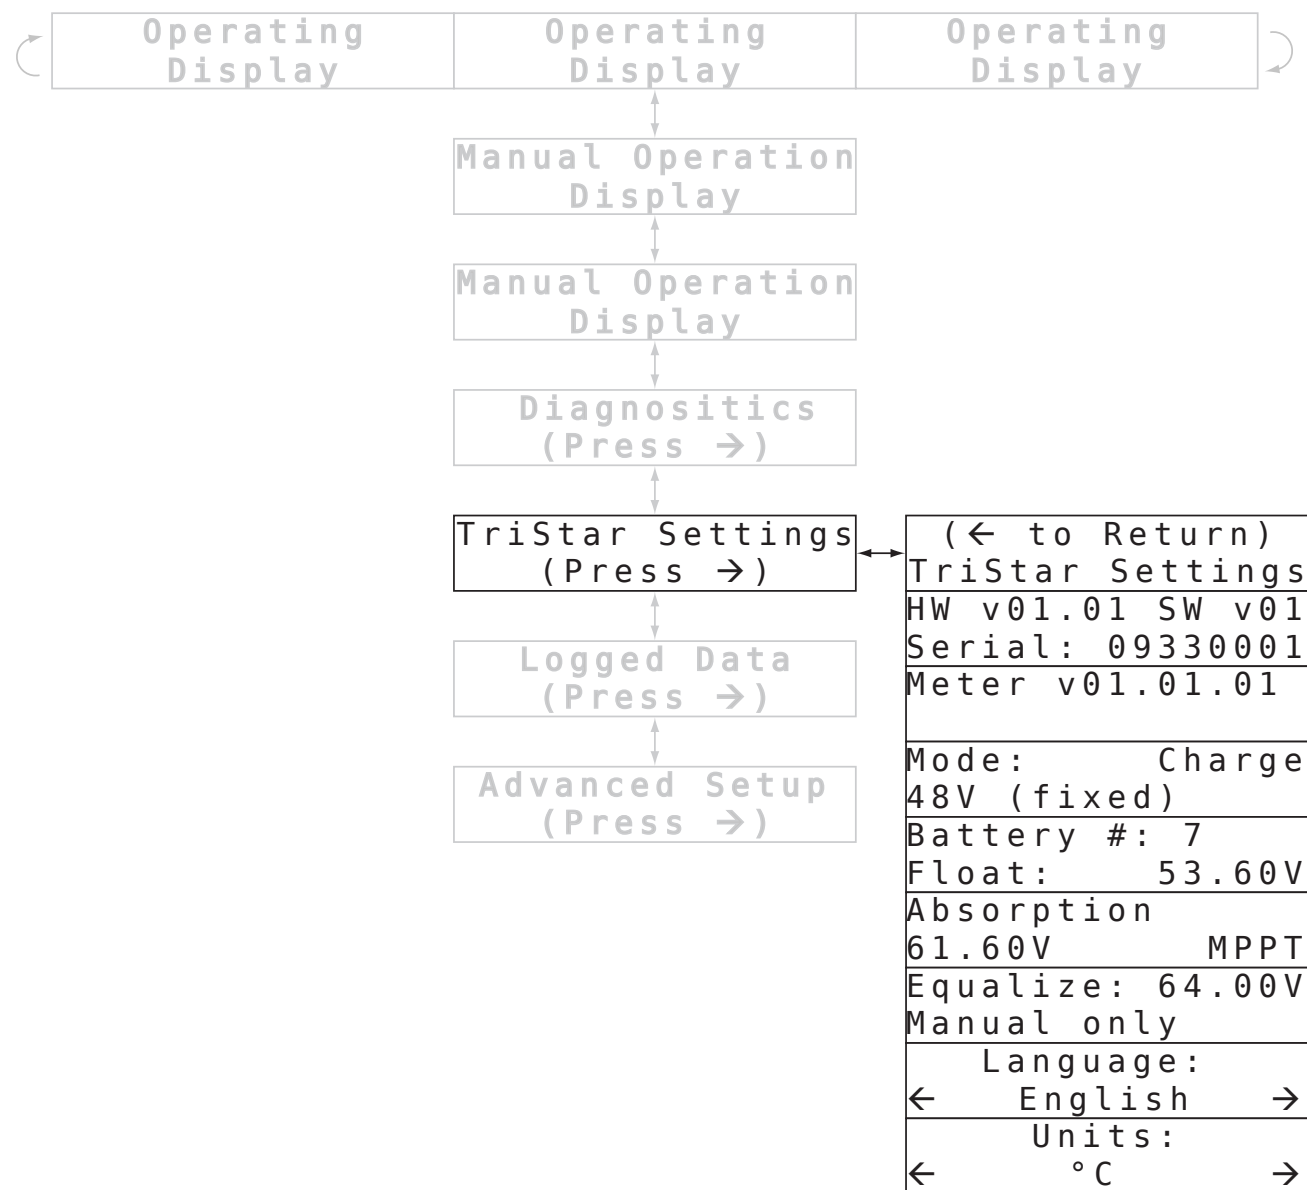 Operating
Display
Operating
Display
Operating
Display
Manual Operation
Display
Manual Operation
Display
Diagnositics
(Press →)
TriStar Settings
(Press →)
Logged Data
(Press →)
Advanced Setup
(Press →)
(← to Return)
TriStar Settings
HW v01.01 SW v01
Serial: 09330001
Meter v01.01.01
Mode: Charge
48V (fixed)
Battery #: 7
Float: 53.60V
Absorption
61.60V MPPT
Equalize: 64.00V
Manual only
Language:
← English →
Units:
← °C →